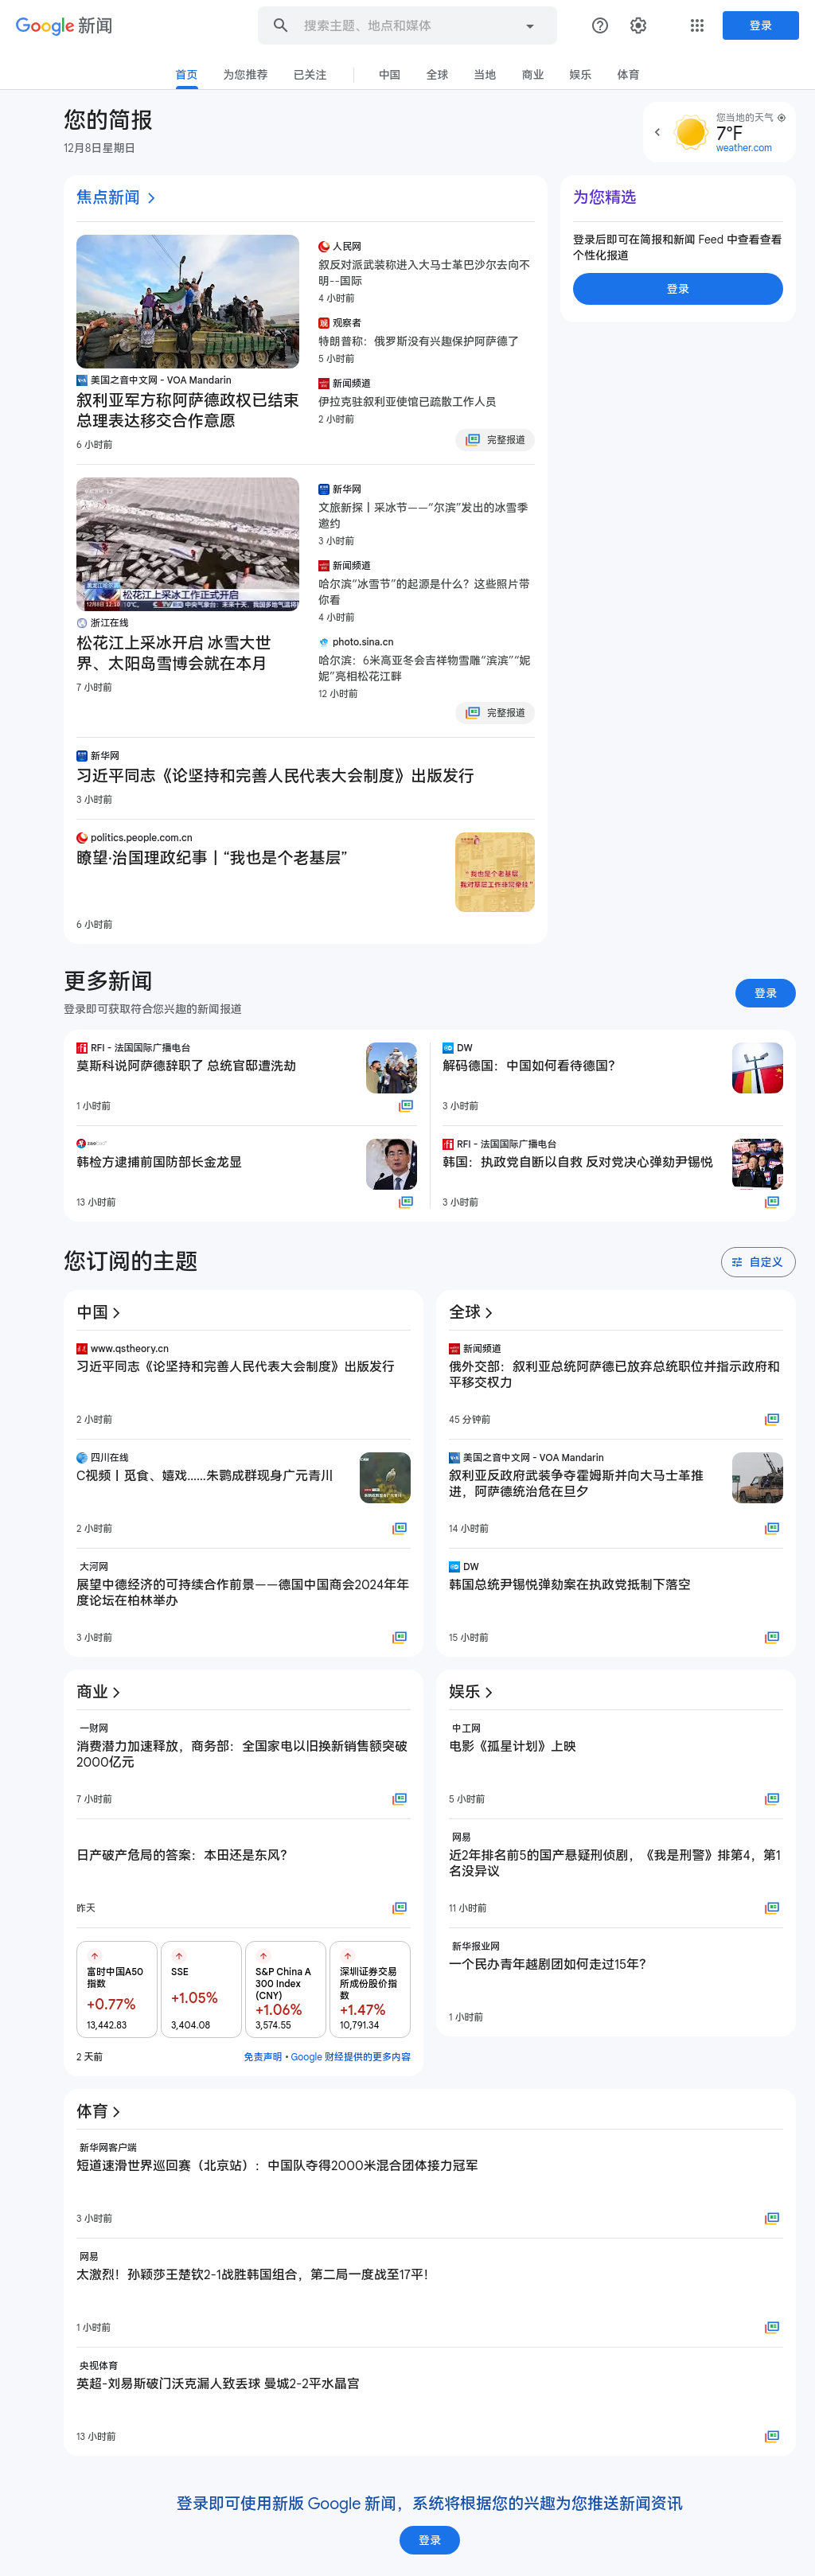 Google 新闻
搜索主题、地点和媒体
登录
首页
为您推荐
已关注
中国
全球
当地
商业
娱乐
体育
您的简报
12月8日星期日
您当地的天气
7°F
weather.com
焦点新闻
美国之音中文网 - VOA Mandarin
叙利亚军方称阿萨德政权已结束
总理表达移交合作意愿
6 小时前
人民网
叙反对派武装称进入大马士革巴沙尔去向不
明--国际
4 小时前
观察者
特朗普称：俄罗斯没有兴趣保护阿萨德了
5 小时前
新闻频道
伊拉克驻叙利亚使馆已疏散工作人员
2 小时前
完整报道
为您精选
登录后即可在简报和新闻 Feed 中查看查看
个性化报道
登录
松花江上采冰工作正式开启
浙江在线
松花江上采冰开启 冰雪大世
界、太阳岛雪博会就在本月
7 小时前
新华网
文旅新探丨采冰节——“尔滨”发出的冰雪季
邀约
3 小时前
新闻频道
哈尔滨“冰雪节”的起源是什么？这些照片带
你看
4 小时前
photo.sina.cn
哈尔滨：6米高亚冬会吉祥物雪雕“滨滨”“妮
妮”亮相松花江畔
12 小时前
完整报道
新华网
习近平同志《论坚持和完善人民代表大会制度》出版发行
3 小时前
politics.people.com.cn
瞭望·治国理政纪事丨“我也是个老基层”
6 小时前
“我也是个老基层，
我对基层工作非常牵挂”
更多新闻
登录即可获取符合您兴趣的新闻报道
登录
RFI - 法国国际广播电台
莫斯科说阿萨德辞职了 总统官邸遭洗劫
1 小时前
DW
解码德国：中国如何看待德国？
3 小时前
韩检方逮捕前国防部长金龙显
13 小时前
RFI - 法国国际广播电台
韩国：执政党自断以自救 反对党决心弹劾尹锡悦
3 小时前
您订阅的主题
自定义
中国
www.qstheory.cn
习近平同志《论坚持和完善人民代表大会制度》出版发行
2 小时前
四川在线
C视频丨觅食、嬉戏……朱鹮成群现身广元青川
2 小时前
大河网
展望中德经济的可持续合作前景——德国中国商会2024年年
度论坛在柏林举办
3 小时前
全球
新闻频道
俄外交部：叙利亚总统阿萨德已放弃总统职位并指示政府和
平移交权力
45 分钟前
美国之音中文网 - VOA Mandarin
叙利亚反政府武装争夺霍姆斯并向大马士革推
进，阿萨德统治危在旦夕
14 小时前
DW
韩国总统尹锡悦弹劾案在执政党抵制下落空
15 小时前
商业
一财网
消费潜力加速释放，商务部：全国家电以旧换新销售额突破
2000亿元
7 小时前
日产破产危局的答案：本田还是东风？
昨天
富时中国A50
指数
+0.77%
13,442.83
SSE
+1.05%
3,404.08
S&P China A
300 Index
(CNY)
+1.06%
3,574.55
深圳证券交易
所成份股价指
数
+1.47%
10,791.34
2 天前
免责声明 • Google 财经提供的更多内容
娱乐
中工网
电影《孤星计划》上映
5 小时前
网易
近2年排名前5的国产悬疑刑侦剧，《我是刑警》排第4，第1
名没异议
11 小时前
新华报业网
一个民办青年越剧团如何走过15年？
1 小时前
体育
新华网客户端
短道速滑世界巡回赛（北京站）：中国队夺得2000米混合团体接力冠军
3 小时前
网易
太激烈！孙颖莎王楚钦2-1战胜韩国组合，第二局一度战至17平！
1 小时前
央视体育
英超-刘易斯破门沃克漏人致丢球 曼城2-2平水晶宫
13 小时前
登录即可使用新版 Google 新闻，系统将根据您的兴趣为您推送新闻资讯
登录